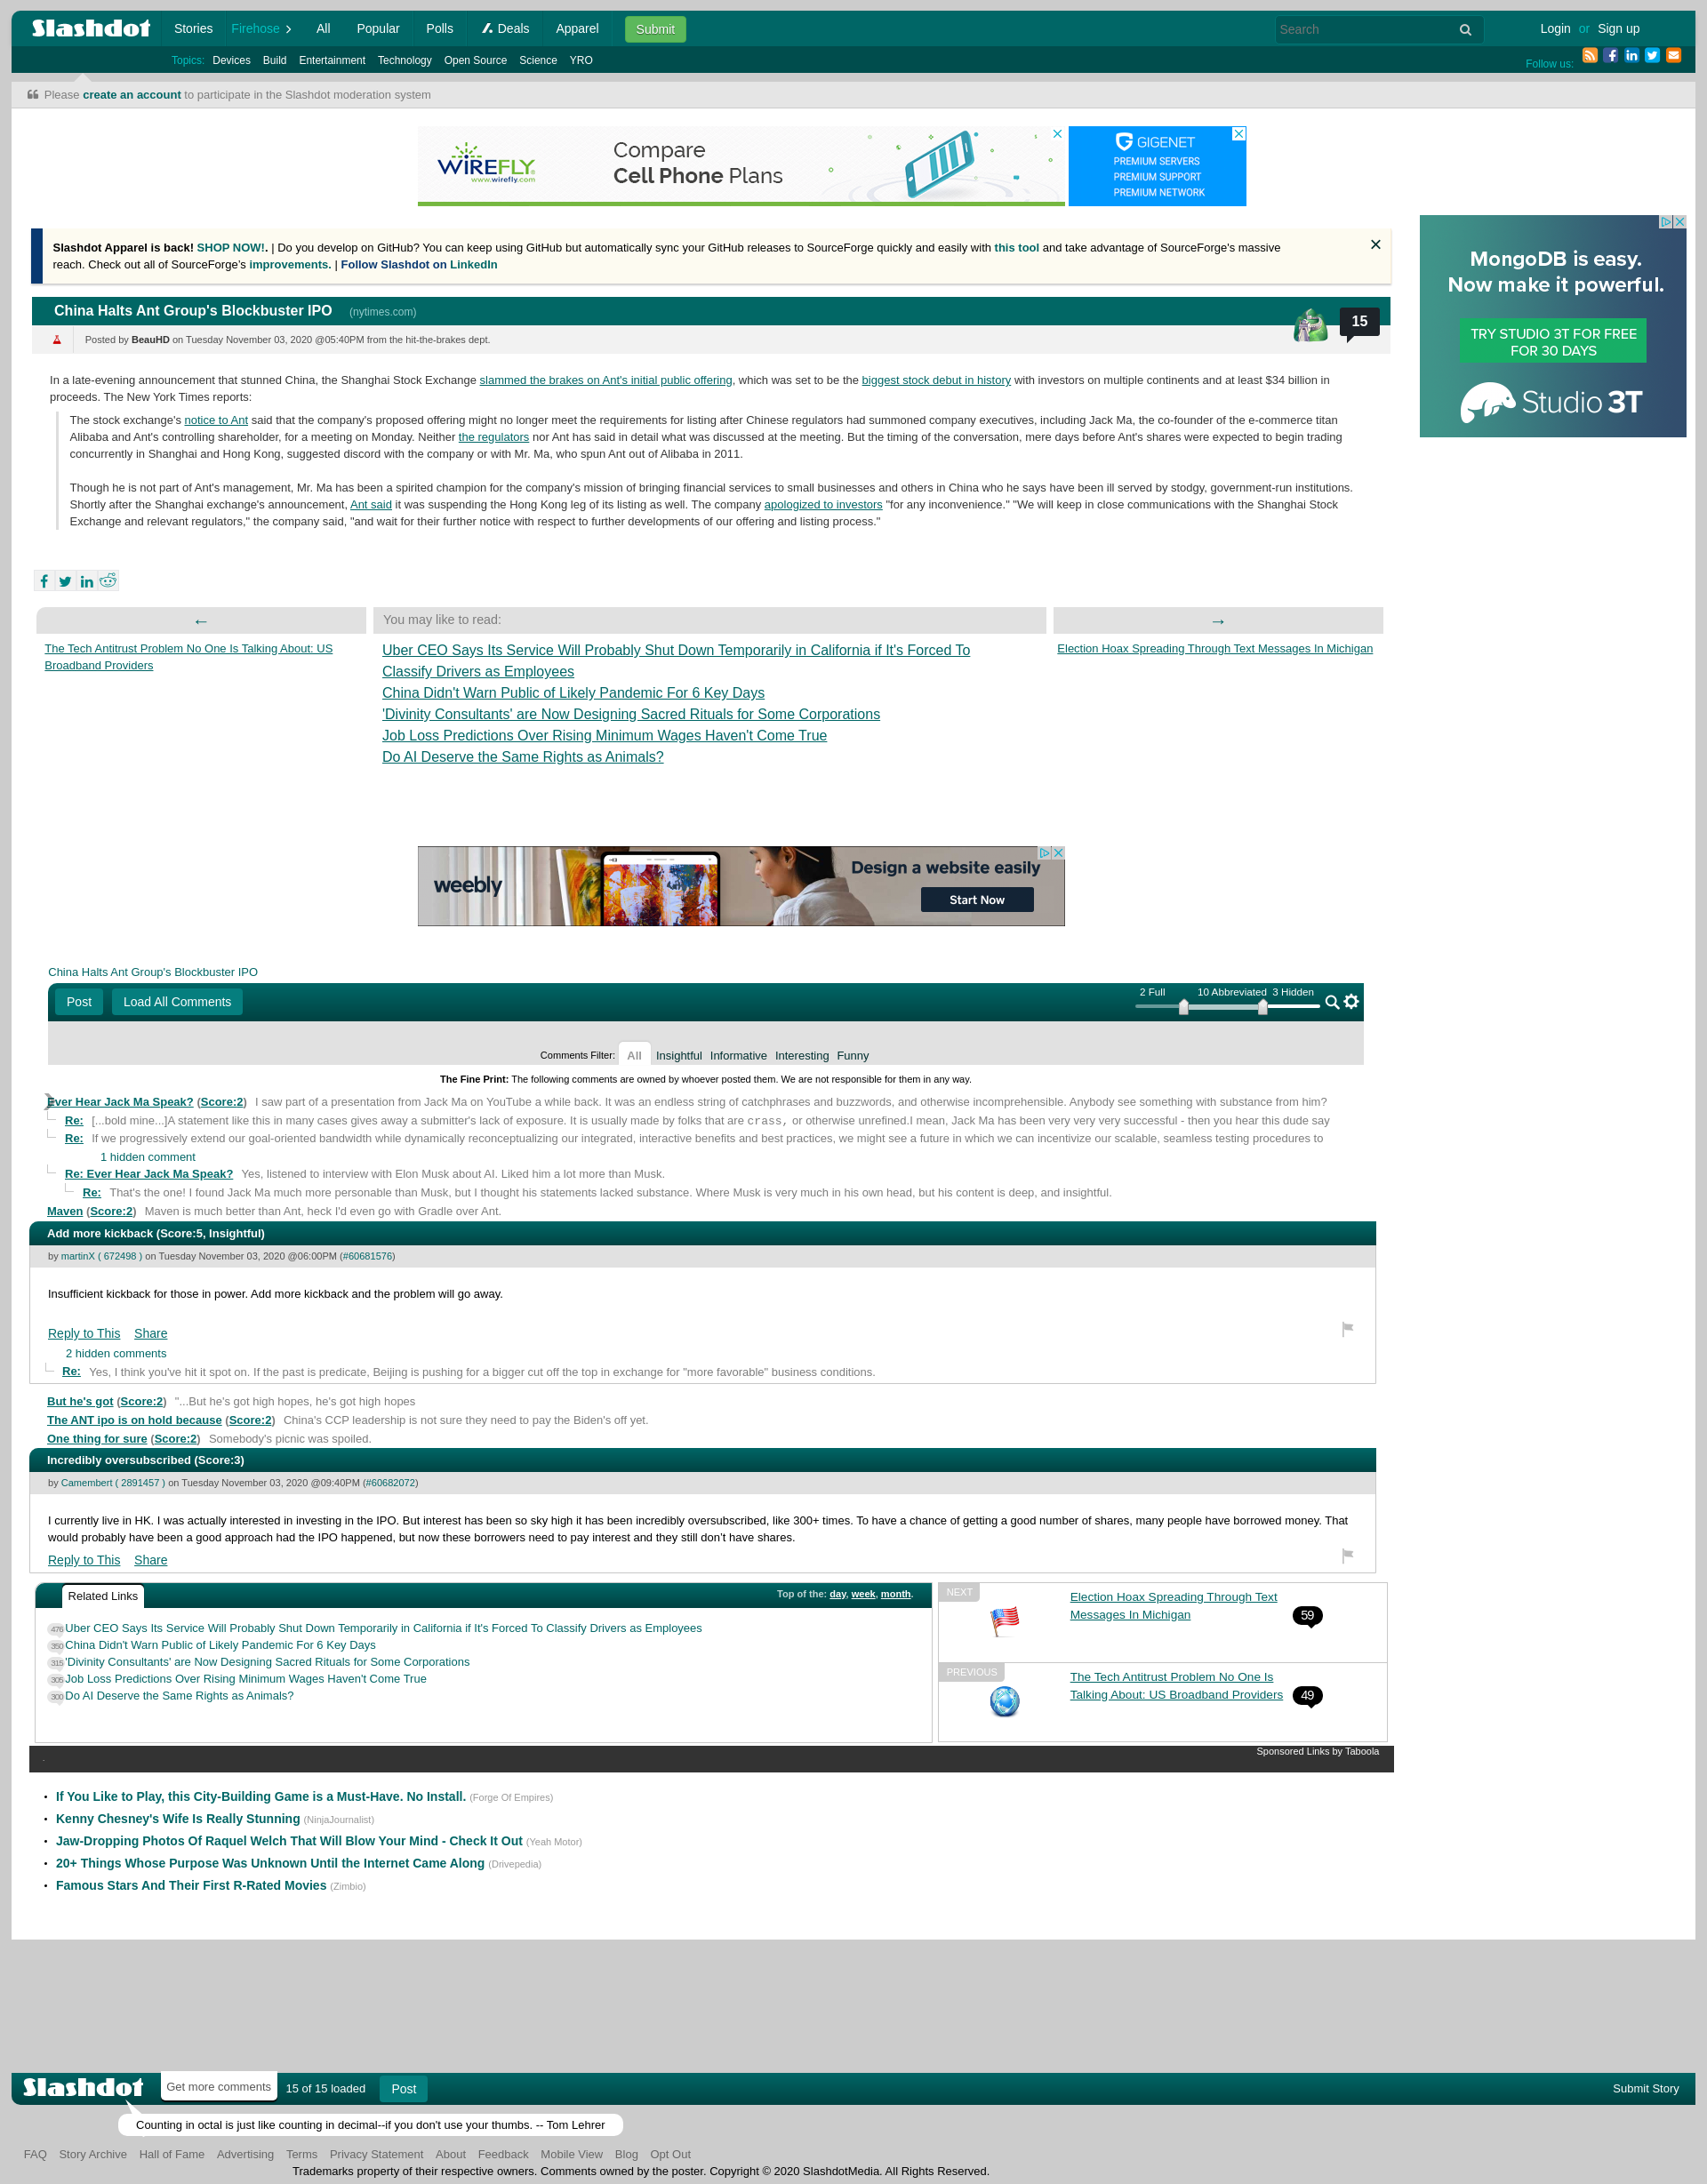 Slashdot Stories Firehose All Popular Polls Deals Apparel Submit Search Login or Sign up
Topics: Devices Build Entertainment Technology Open Source Science YRO Follow us:
Please create an account to participate in the Slashdot moderation system
WIREFLY
www.wirefly.com
Compare
Cell Phone Plans
GIGENET
PREMIUM SERVERS
PREMIUM SUPPORT
PREMIUM NETWORK
Slashdot Apparel is back! SHOP NOW!. | Do you develop on GitHub? You can keep using GitHub but automatically sync your GitHub releases to SourceForge quickly and easily with this tool and take advantage of SourceForge's massive
reach. Check out all of SourceForge's improvements. | Follow Slashdot on LinkedIn
MongoDB is easy.
Now make it powerful.
TRY STUDIO 3T FOR FREE
FOR 30 DAYS
Studio 3T
China Halts Ant Group's Blockbuster IPO (nytimes.com) 15
Posted by BeauHD on Tuesday November 03, 2020 @05:40PM from the hit-the-brakes dept.
In a late-evening announcement that stunned China, the Shanghai Stock Exchange slammed the brakes on Ant's initial public offering, which was set to be the biggest stock debut in history with investors on multiple continents and at least $34 billion in
proceeds. The New York Times reports:
The stock exchange's notice to Ant said that the company's proposed offering might no longer meet the requirements for listing after Chinese regulators had summoned company executives, including Jack Ma, the co-founder of the e-commerce titan
Alibaba and Ant's controlling shareholder, for a meeting on Monday. Neither the regulators nor Ant has said in detail what was discussed at the meeting. But the timing of the conversation, mere days before Ant's shares were expected to begin trading
concurrently in Shanghai and Hong Kong, suggested discord with the company or with Mr. Ma, who spun Ant out of Alibaba in 2011.
Though he is not part of Ant's management, Mr. Ma has been a spirited champion for the company's mission of bringing financial services to small businesses and others in China who he says have been ill served by stodgy, government-run institutions.
Shortly after the Shanghai exchange's announcement, Ant said it was suspending the Hong Kong leg of its listing as well. The company apologized to investors "for any inconvenience." "We will keep in close communications with the Shanghai Stock
Exchange and relevant regulators," the company said, "and wait for their further notice with respect to further developments of our offering and listing process."
← You may like to read: →
The Tech Antitrust Problem No One Is Talking About: US
Broadband Providers
Uber CEO Says Its Service Will Probably Shut Down Temporarily in California if It's Forced To
Classify Drivers as Employees
China Didn't Warn Public of Likely Pandemic For 6 Key Days
'Divinity Consultants' are Now Designing Sacred Rituals for Some Corporations
Job Loss Predictions Over Rising Minimum Wages Haven't Come True
Do AI Deserve the Same Rights as Animals?
Election Hoax Spreading Through Text Messages In Michigan
weebly
Design a website easily
Start Now
China Halts Ant Group's Blockbuster IPO
Post Load All Comments 2 Full 10 Abbreviated 3 Hidden
Comments Filter: All Insightful Informative Interesting Funny
The Fine Print: The following comments are owned by whoever posted them. We are not responsible for them in any way.
Ever Hear Jack Ma Speak? (Score:2) I saw part of a presentation from Jack Ma on YouTube a while back. It was an endless string of catchphrases and buzzwords, and otherwise incomprehensible. Anybody see something with substance from him?
Re: [...bold mine...]A statement like this in many cases gives away a submitter's lack of exposure. It is usually made by folks that are crass, or otherwise unrefined.I mean, Jack Ma has been very very very successful - then you hear this dude say
Re: If we progressively extend our goal-oriented bandwidth while dynamically reconceptualizing our integrated, interactive benefits and best practices, we might see a future in which we can incentivize our scalable, seamless testing procedures to
1 hidden comment
Re: Ever Hear Jack Ma Speak? Yes, listened to interview with Elon Musk about AI. Liked him a lot more than Musk.
Re: That's the one! I found Jack Ma much more personable than Musk, but I thought his statements lacked substance. Where Musk is very much in his own head, but his content is deep, and insightful.
Maven (Score:2) Maven is much better than Ant, heck I'd even go with Gradle over Ant.
Add more kickback (Score:5, Insightful)
by martinX ( 672498 ) on Tuesday November 03, 2020 @06:00PM (#60681576)
Insufficient kickback for those in power. Add more kickback and the problem will go away.
Reply to This Share
2 hidden comments
Re: Yes, I think you've hit it spot on. If the past is predicate, Beijing is pushing for a bigger cut off the top in exchange for "more favorable" business conditions.
But he's got (Score:2) "...But he's got high hopes, he's got high hopes
The ANT ipo is on hold because (Score:2) China's CCP leadership is not sure they need to pay the Biden's off yet.
One thing for sure (Score:2) Somebody's picnic was spoiled.
Incredibly oversubscribed (Score:3)
by Camembert ( 2891457 ) on Tuesday November 03, 2020 @09:40PM (#60682072)
I currently live in HK. I was actually interested in investing in the IPO. But interest has been so sky high it has been incredibly oversubscribed, like 300+ times. To have a chance of getting a good number of shares, many people have borrowed money. That
would probably have been a good approach had the IPO happened, but now these borrowers need to pay interest and they still don't have shares.
Reply to This Share
Related Links Top of the: day, week, month.
476 Uber CEO Says Its Service Will Probably Shut Down Temporarily in California if It's Forced To Classify Drivers as Employees
350 China Didn't Warn Public of Likely Pandemic For 6 Key Days
315 'Divinity Consultants' are Now Designing Sacred Rituals for Some Corporations
305 Job Loss Predictions Over Rising Minimum Wages Haven't Come True
300 Do AI Deserve the Same Rights as Animals?
NEXT
Election Hoax Spreading Through Text
Messages In Michigan 59
PREVIOUS
The Tech Antitrust Problem No One Is
Talking About: US Broadband Providers 49
. Sponsored Links by Taboola
If You Like to Play, this City-Building Game is a Must-Have. No Install. (Forge Of Empires)
Kenny Chesney's Wife Is Really Stunning (NinjaJournalist)
Jaw-Dropping Photos Of Raquel Welch That Will Blow Your Mind - Check It Out (Yeah Motor)
20+ Things Whose Purpose Was Unknown Until the Internet Came Along (Drivepedia)
Famous Stars And Their First R-Rated Movies (Zimbio)
Slashdot Get more comments 15 of 15 loaded Post Submit Story
Counting in octal is just like counting in decimal--if you don't use your thumbs. -- Tom Lehrer
FAQ Story Archive Hall of Fame Advertising Terms Privacy Statement About Feedback Mobile View Blog Opt Out
Trademarks property of their respective owners. Comments owned by the poster. Copyright © 2020 SlashdotMedia. All Rights Reserved.